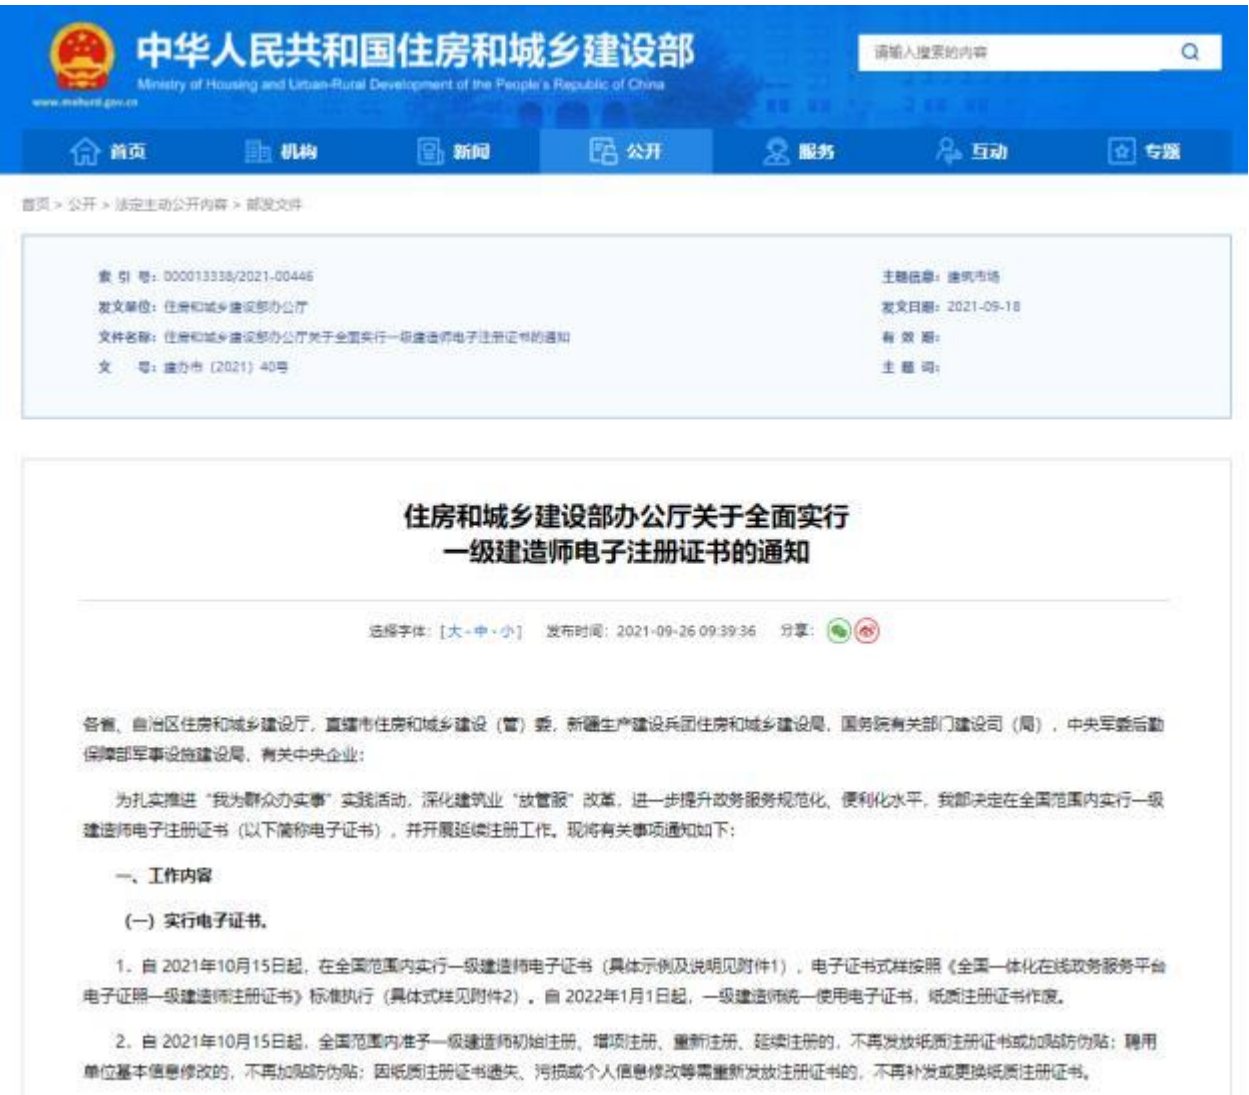 中华人民共和国住房和城乡建设部
Ministry of Housing and Urban-Rural Development of the People's Republic of China
www.mohurd.gov.cn
请输入搜索的内容
首页 机构 新闻 公开 服务 互动 专题
首页 > 公开 > 法定主动公开内容 > 部发文件
索 引 号：000013338/2021-00446 主题信息：建筑市场
发文单位：住房和城乡建设部办公厅 发文日期：2021-09-18
文件名称：住房和城乡建设部办公厅关于全面实行一级建造师电子注册证书的通知 有 效 期：
文 号：建办市〔2021〕40号 主 题 词：
住房和城乡建设部办公厅关于全面实行
一级建造师电子注册证书的通知
选择字体：[大-中-小] 发布时间：2021-09-26 09:39:36 分享：
各省、自治区住房和城乡建设厅，直辖市住房和城乡建设（管）委，新疆生产建设兵团住房和城乡建设局，国务院有关部门建设司（局），中央军委后勤
保障部军事设施建设局，有关中央企业：
为扎实推进“我为群众办实事”实践活动，深化建筑业“放管服”改革，进一步提升政务服务规范化、便利化水平，我部决定在全国范围内实行一级
建造师电子注册证书（以下简称电子证书），并开展延续注册工作。现将有关事项通知如下：
一、工作内容
（一）实行电子证书。
1．自 2021年10月15日起，在全国范围内实行一级建造师电子证书（具体示例及说明见附件1），电子证书式样按照《全国一体化在线政务服务平台
电子证照一级建造师注册证书》标准执行（具体式样见附件2）。自 2022年1月1日起，一级建造师统一使用电子证书，纸质注册证书作废。
2．自 2021年10月15日起，全国范围内准予一级建造师初始注册、增项注册、重新注册、延续注册的，不再发放纸质注册证书或加贴防伪贴；聘用
单位基本信息修改的，不再加贴防伪贴；因纸质注册证书遗失、污损或个人信息修改等需重新发放注册证书的，不再补发或更换纸质注册证书。